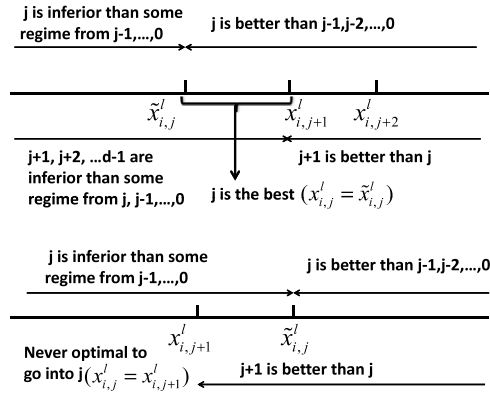 j is inferior than some
regime from j-1,...,0
j is better than j-1,j-2,...,0
x̃^l_{i,j} x^l_{i,j+1} x^l_{i,j+2}
j+1, j+2, ...d-1 are
inferior than some
regime from j, j-1,...,0
j+1 is better than j
j is the best (x^l_{i,j} = x̃^l_{i,j})
j is inferior than some
regime from j-1,...,0
j is better than j-1,j-2,...,0
x^l_{i,j+1} x̃^l_{i,j}
Never optimal to
go into j(x^l_{i,j} = x^l_{i,j+1})
j+1 is better than j